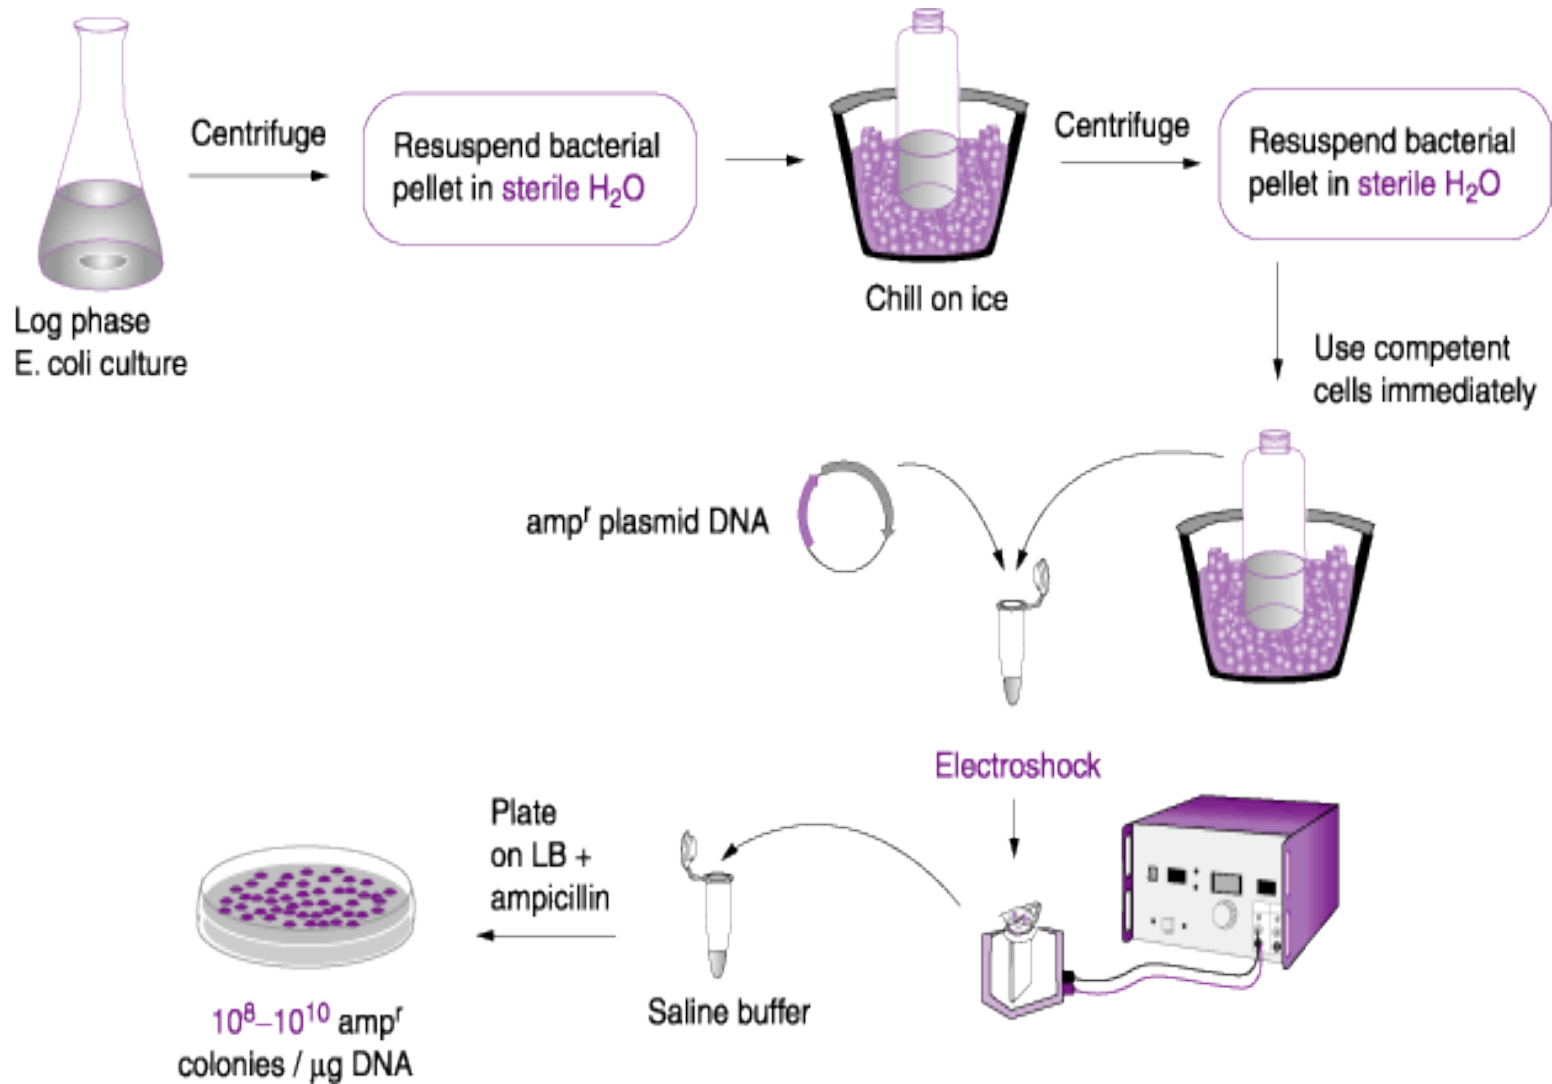 Log phase
E. coli culture
Centrifuge
Resuspend bacterial
pellet in sterile H₂O
Chill on ice
Centrifuge
Resuspend bacterial
pellet in sterile H₂O
Use competent
cells immediately
ampʳ plasmid DNA
Electroshock
Saline buffer
Plate
on LB +
ampicillin
10⁸–10¹⁰ ampʳ
colonies / μg DNA